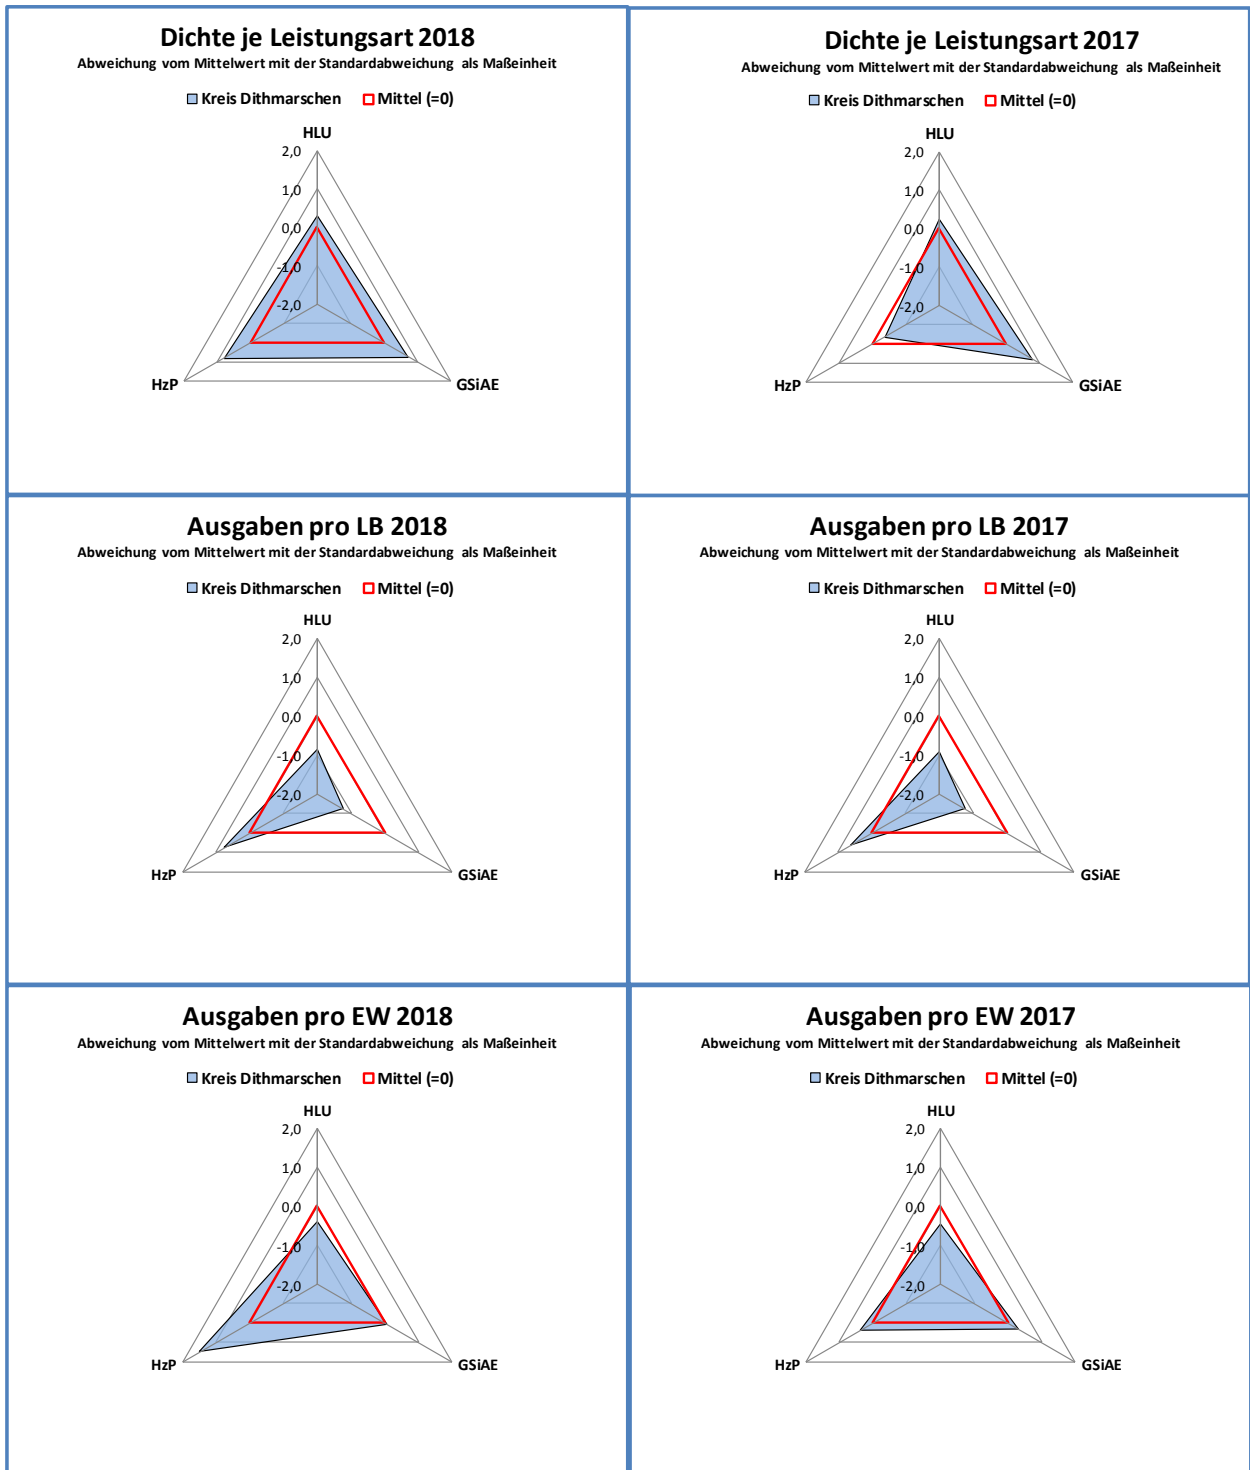 Dichte je Leistungsart 2018
Abweichung vom Mittelwert mit der Standardabweichung als Maßeinheit
Kreis Dithmarschen Mittel (=0)
HLU
2,0
1,0
0,0
-1,0
-2,0
HzP
GSiAE
Dichte je Leistungsart 2017
Abweichung vom Mittelwert mit der Standardabweichung als Maßeinheit
Kreis Dithmarschen Mittel (=0)
HLU
2,0
1,0
0,0
-1,0
-2,0
HzP
GSiAE
Ausgaben pro LB 2018
Abweichung vom Mittelwert mit der Standardabweichung als Maßeinheit
Kreis Dithmarschen Mittel (=0)
HLU
2,0
1,0
0,0
-1,0
-2,0
HzP
GSiAE
Ausgaben pro LB 2017
Abweichung vom Mittelwert mit der Standardabweichung als Maßeinheit
Kreis Dithmarschen Mittel (=0)
HLU
2,0
1,0
0,0
-1,0
-2,0
HzP
GSiAE
Ausgaben pro EW 2018
Abweichung vom Mittelwert mit der Standardabweichung als Maßeinheit
Kreis Dithmarschen Mittel (=0)
HLU
2,0
1,0
0,0
-1,0
-2,0
HzP
GSiAE
Ausgaben pro EW 2017
Abweichung vom Mittelwert mit der Standardabweichung als Maßeinheit
Kreis Dithmarschen Mittel (=0)
HLU
2,0
1,0
0,0
-1,0
-2,0
HzP
GSiAE